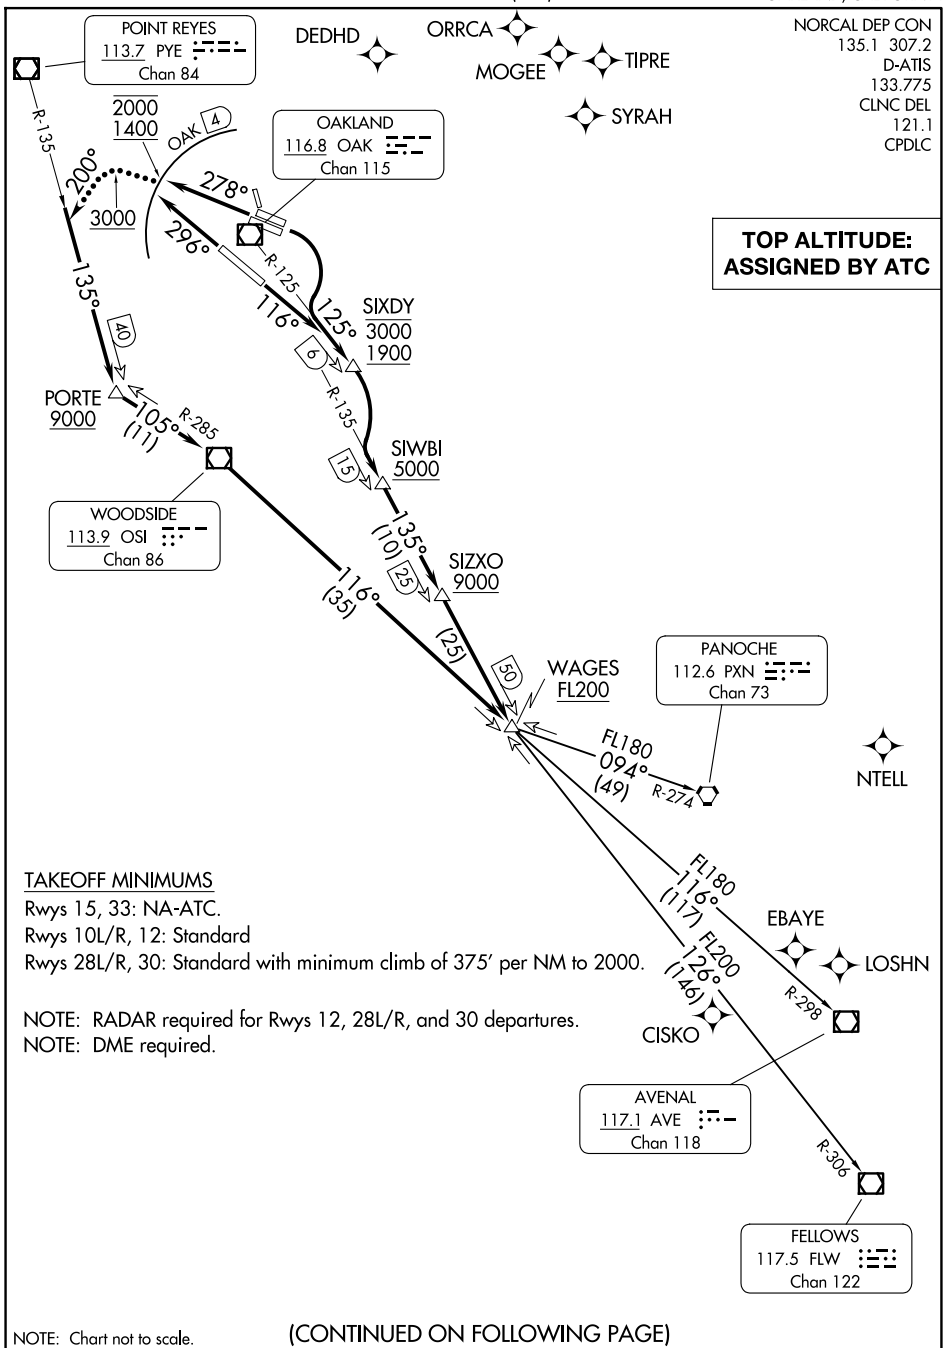 NORCAL DEP CON
135.1 307.2
D-ATIS
133.775
CLNC DEL
121.1
CPDLC
POINT REYES
113.7 PYE
Chan 84
DEDHD
ORRCA
MOGEE
TIPRE
SYRAH
2000
1400
OAK 4
OAKLAND
116.8 OAK
Chan 115
R-135
200°
3000
278°
296°
R-125
116°
125°
TOP ALTITUDE:
ASSIGNED BY ATC
135°
SIXDY
3000
1900
40
6
R-135
PORTE
9000
105°
(11)
R-285
SIWBI
5000
15
WOODSIDE
113.9 OSI
Chan 86
135°
(10)
SIZXO
9000
25
116°
(35)
(25)
50
WAGES
FL200
PANOCHE
112.6 PXN
Chan 73
FL180
094°
(49)
R-274
NTELL
TAKEOFF MINIMUMS
Rwys 15, 33: NA-ATC.
Rwys 10L/R, 12: Standard
Rwys 28L/R, 30: Standard with minimum climb of 375' per NM to 2000.
NOTE: RADAR required for Rwys 12, 28L/R, and 30 departures.
NOTE: DME required.
FL180
116°
(117)
FL200
126°
(146)
EBAYE
LOSHN
R-298
CISKO
AVENAL
117.1 AVE
Chan 118
R-306
FELLOWS
117.5 FLW
Chan 122
NOTE: Chart not to scale.
(CONTINUED ON FOLLOWING PAGE)